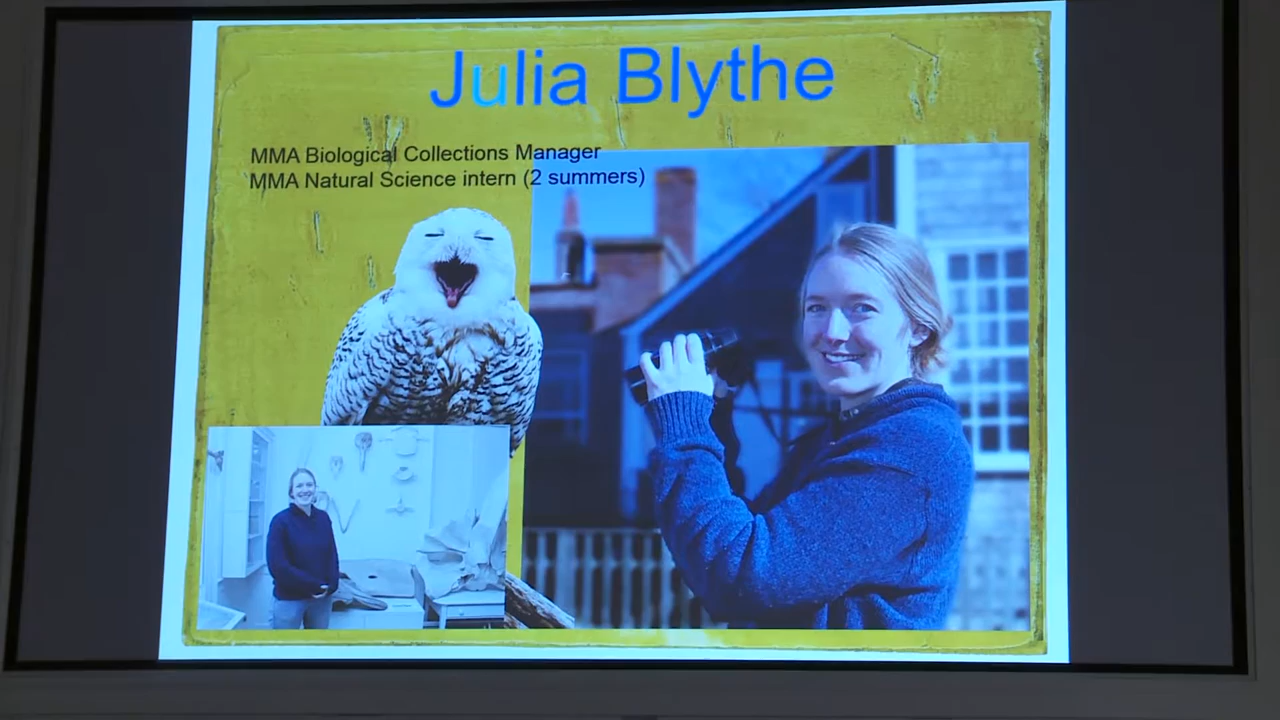 Julia Blythe
MMA Biological Collections Manager
MMA Natural Science intern (2 summers)